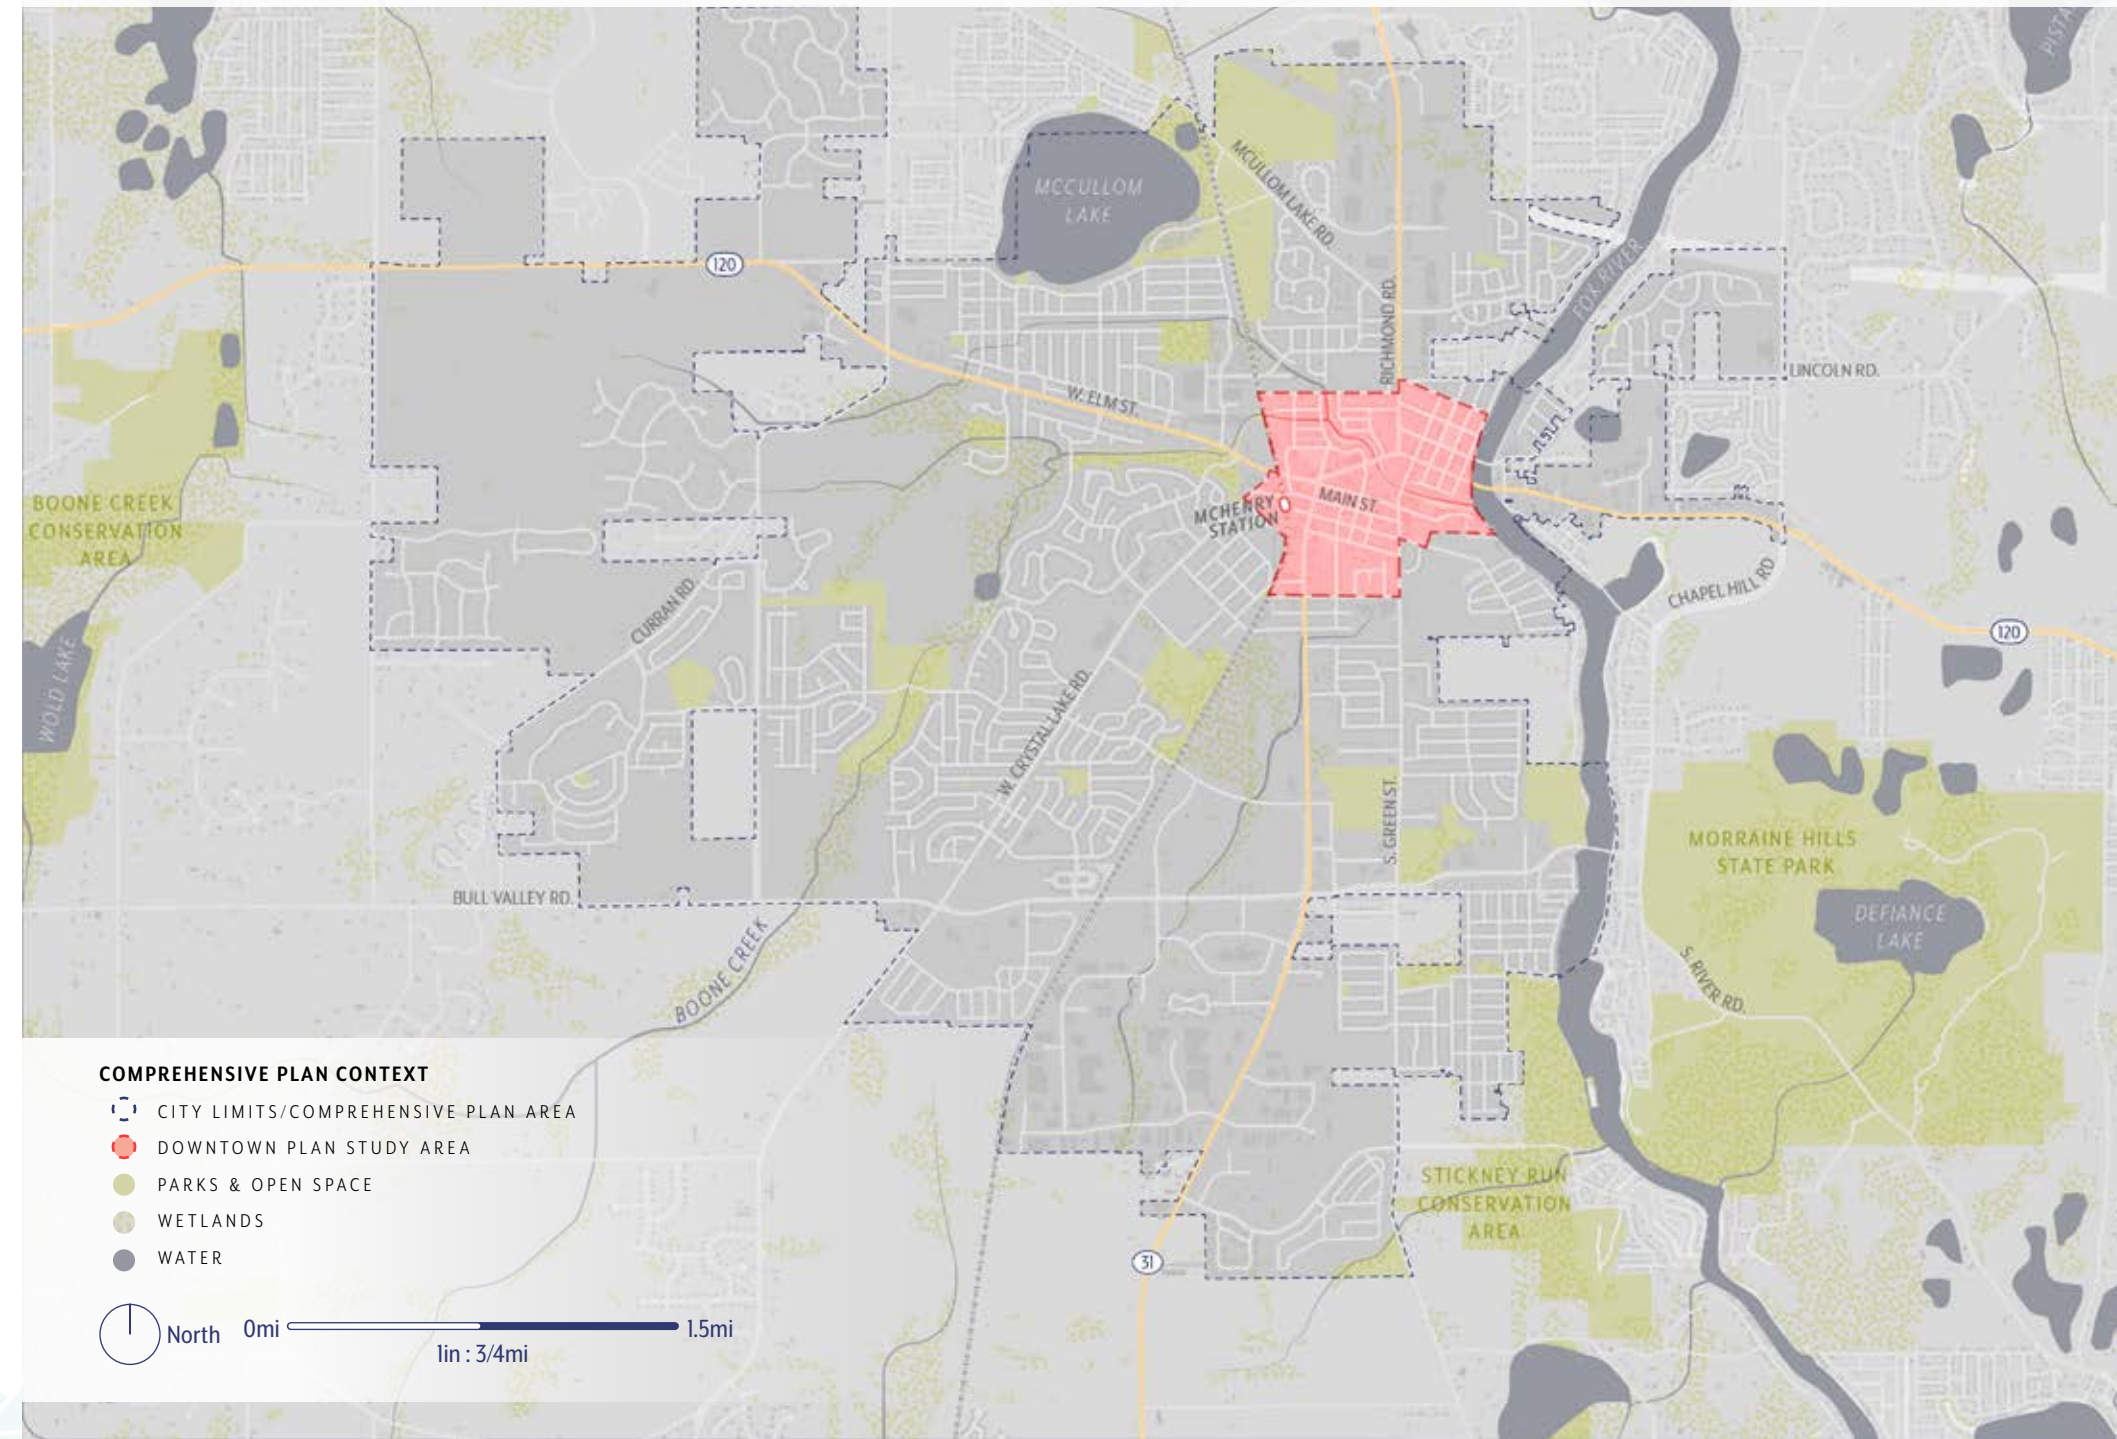 PISTA
MCCULLOM
LAKE
MCULLOM LAKE RD.
120
FOX RIVER
RICHMOND RD.
LINCOLN RD.
W. ELM ST.
BOONE CREEK
CONSERVATION
AREA
MCHENRY
STATION
MAIN ST.
CHAPEL HILL RD
CURRAN RD.
120
WOLD LAKE
W. CRYSTAL LAKE RD.
S. GREEN ST.
MORRAINE HILLS
STATE PARK
BULL VALLEY RD.
DEFIANCE
LAKE
BOONE CREEK
S. RIVER RD.
STICKNEY RUN
CONSERVATION
AREA
31
COMPREHENSIVE PLAN CONTEXT
CITY LIMITS/COMPREHENSIVE PLAN AREA
DOWNTOWN PLAN STUDY AREA
PARKS & OPEN SPACE
WETLANDS
WATER
North 0mi 1.5mi
1in : 3/4mi